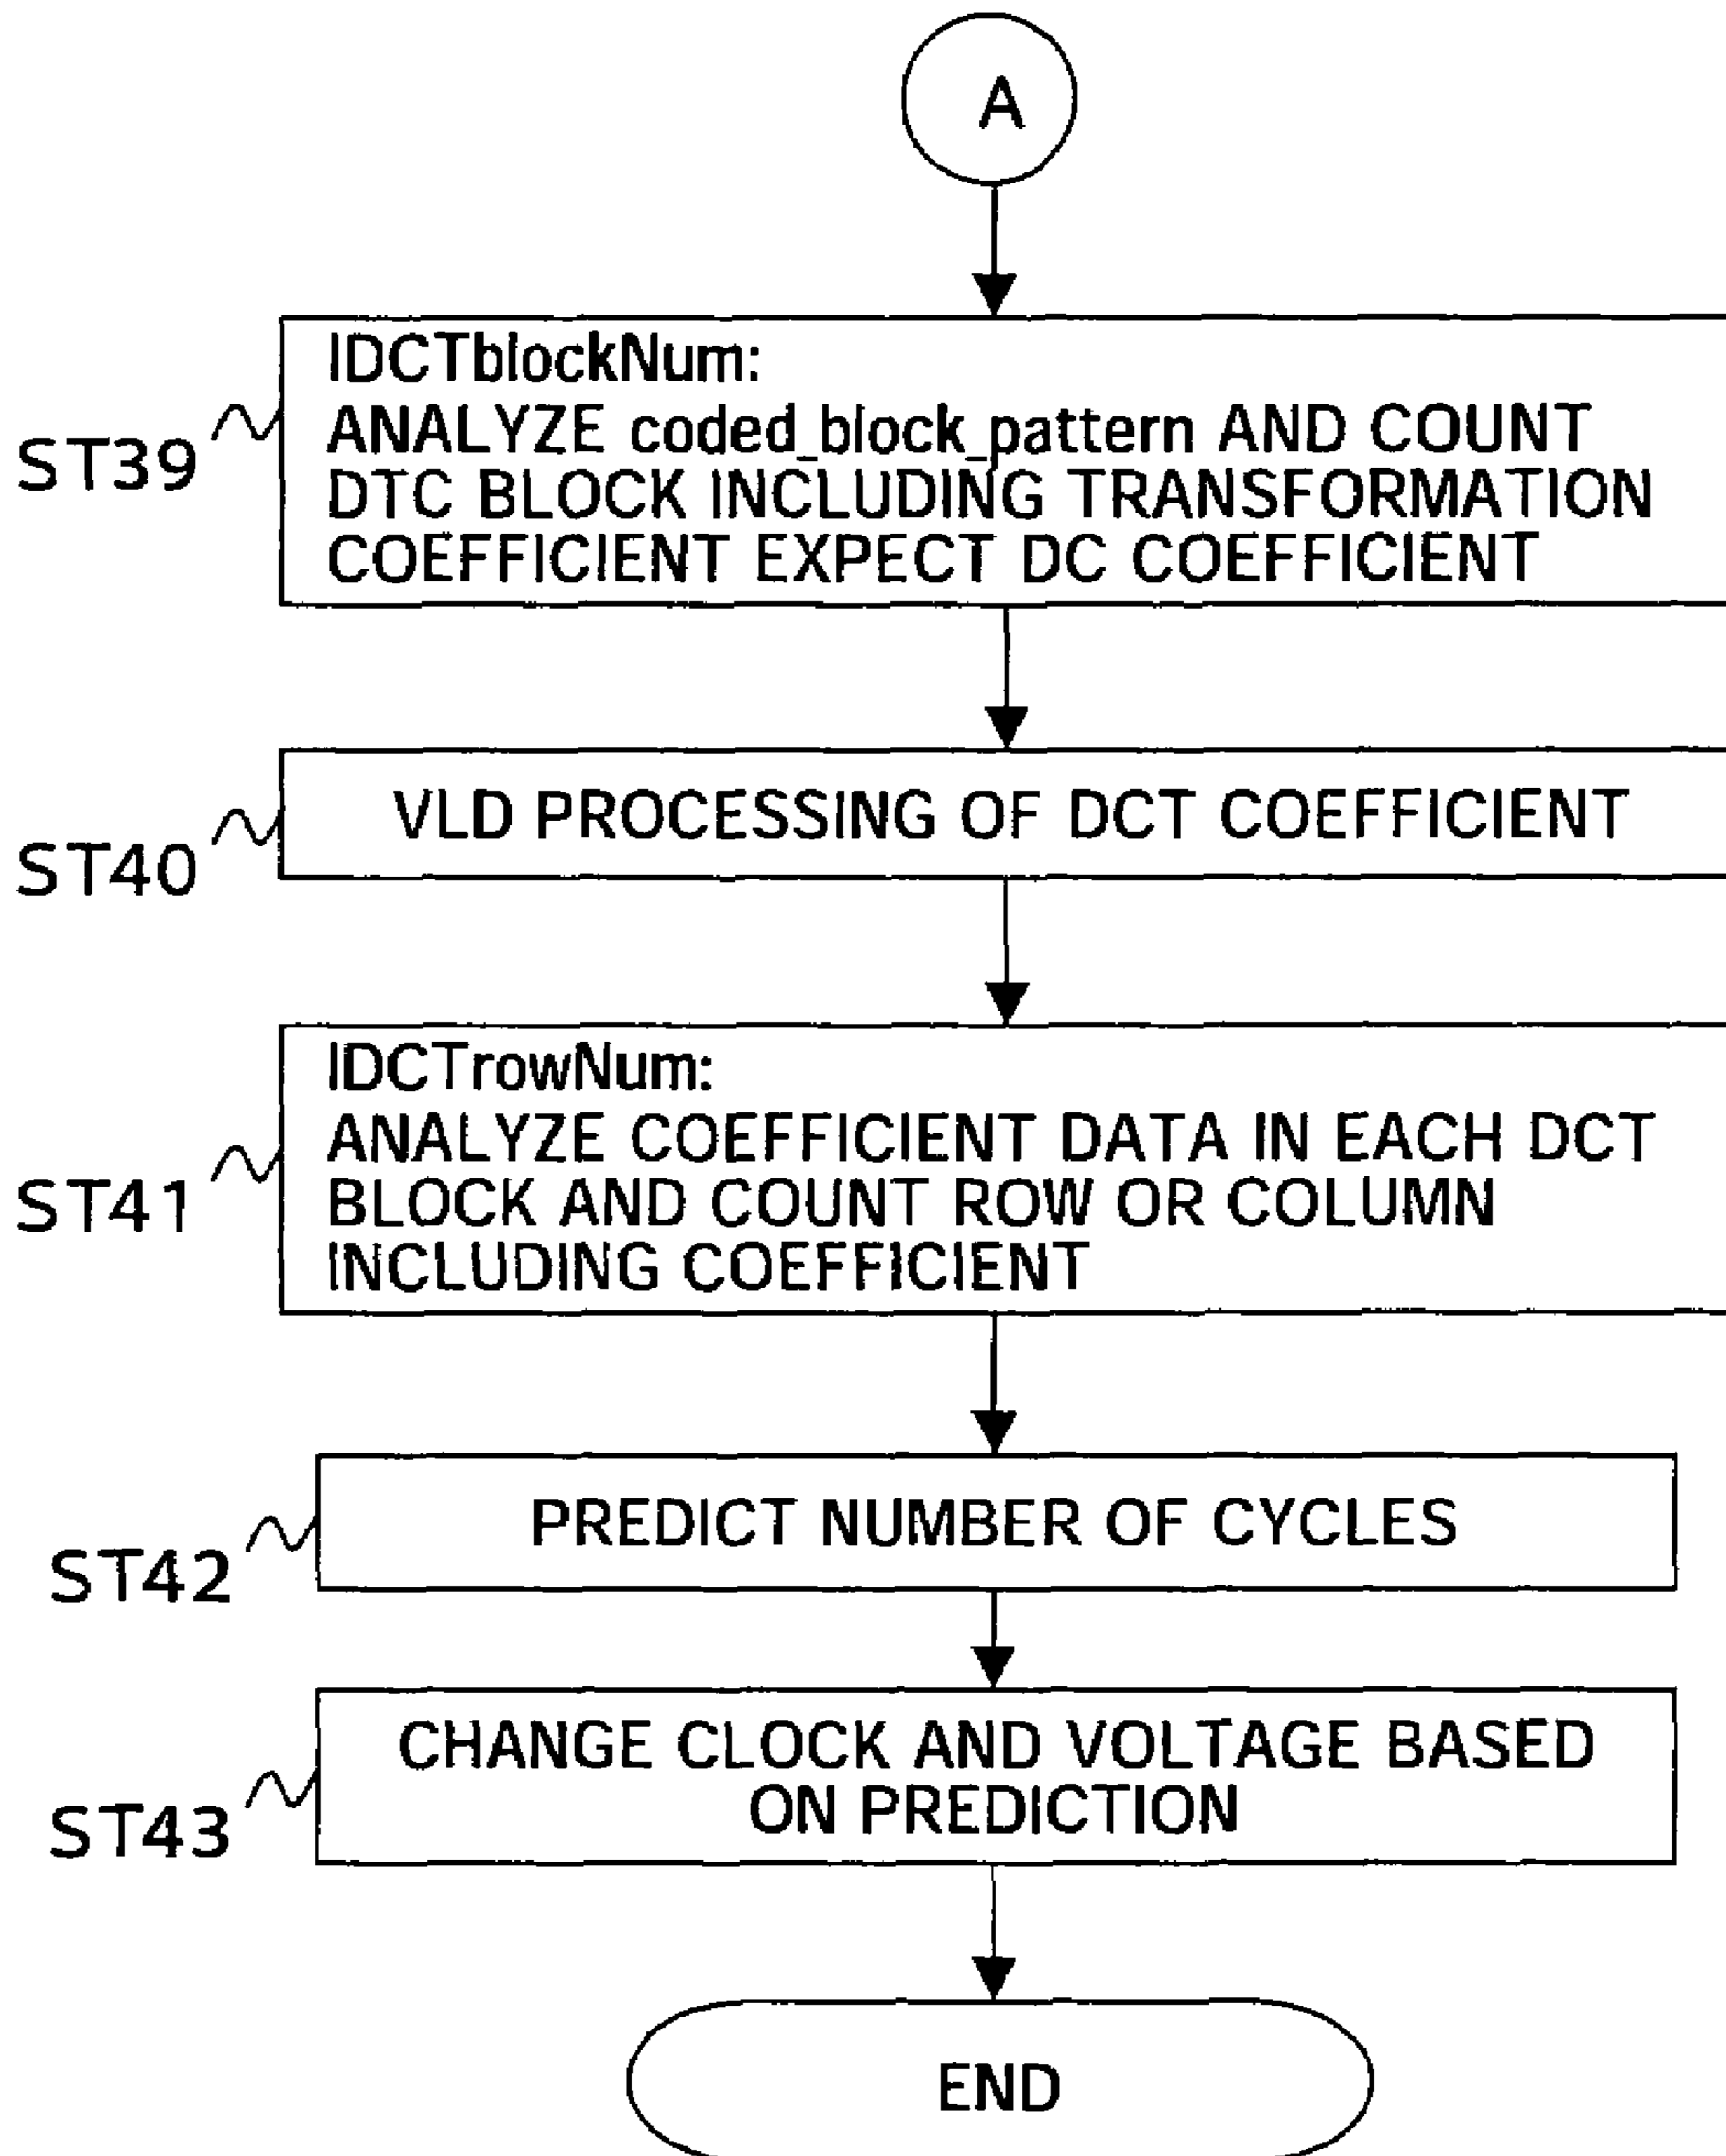 A
IDCTblockNum:
ANALYZE coded_block_pattern AND COUNT
DTC BLOCK INCLUDING TRANSFORMATION
COEFFICIENT EXPECT DC COEFFICIENT
ST39
VLD PROCESSING OF DCT COEFFICIENT
ST40
IDCTrowNum:
ANALYZE COEFFICIENT DATA IN EACH DCT
BLOCK AND COUNT ROW OR COLUMN
INCLUDING COEFFICIENT
ST41
PREDICT NUMBER OF CYCLES
ST42
CHANGE CLOCK AND VOLTAGE BASED
ON PREDICTION
ST43
END